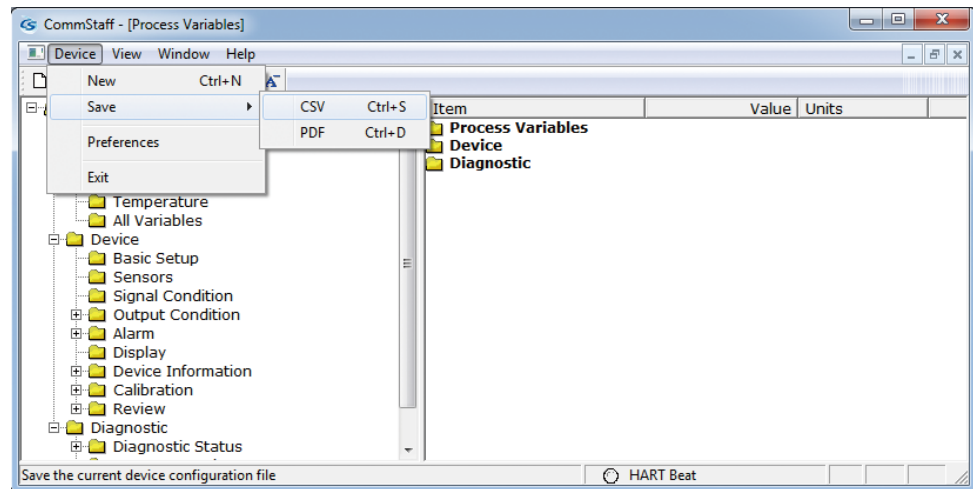 CommStaff - [Process Variables]
Device View Window Help
New Ctrl+N
Save
CSV Ctrl+S
PDF Ctrl+D
Preferences
Exit
Temperature
All Variables
Device
Basic Setup
Sensors
Signal Condition
Output Condition
Alarm
Display
Device Information
Calibration
Review
Diagnostic
Diagnostic Status
Item Value Units
Process Variables
Device
Diagnostic
Save the current device configuration file
HART Beat